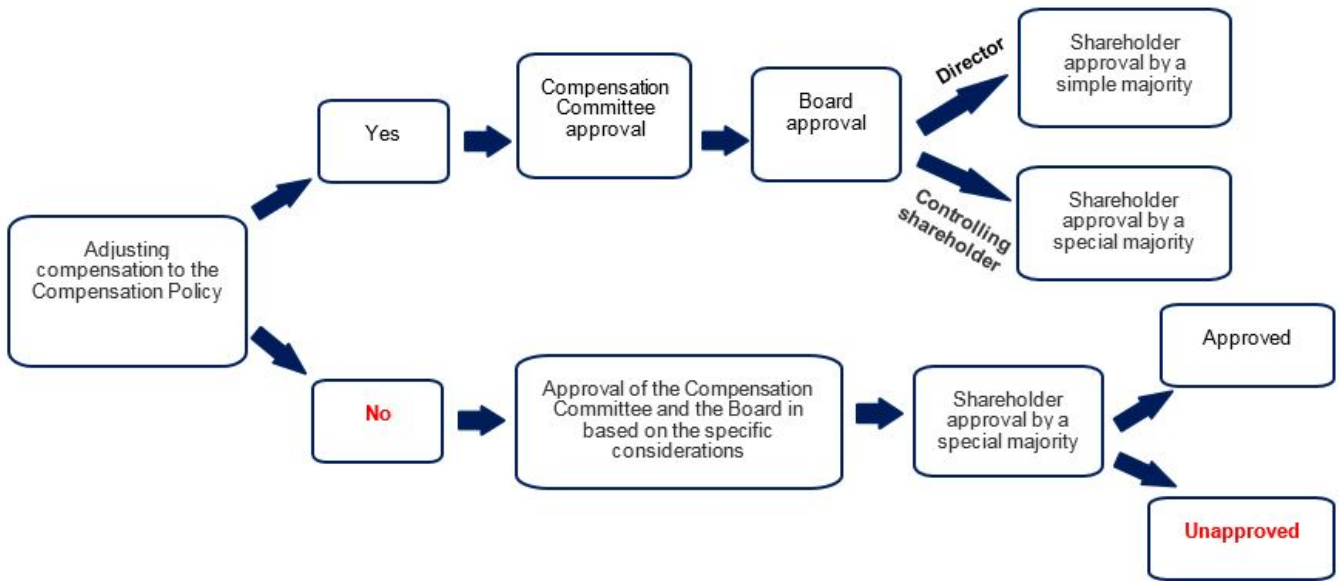 Adjusting
compensation to the
Compensation Policy
Yes
Compensation
Committee
approval
Board
approval
Director
Shareholder
approval by a
simple majority
Controlling
shareholder
Shareholder
approval by a
special majority
No
Approval of the Compensation
Committee and the Board in
based on the specific
considerations
Shareholder
approval by a
special majority
Approved
Unapproved